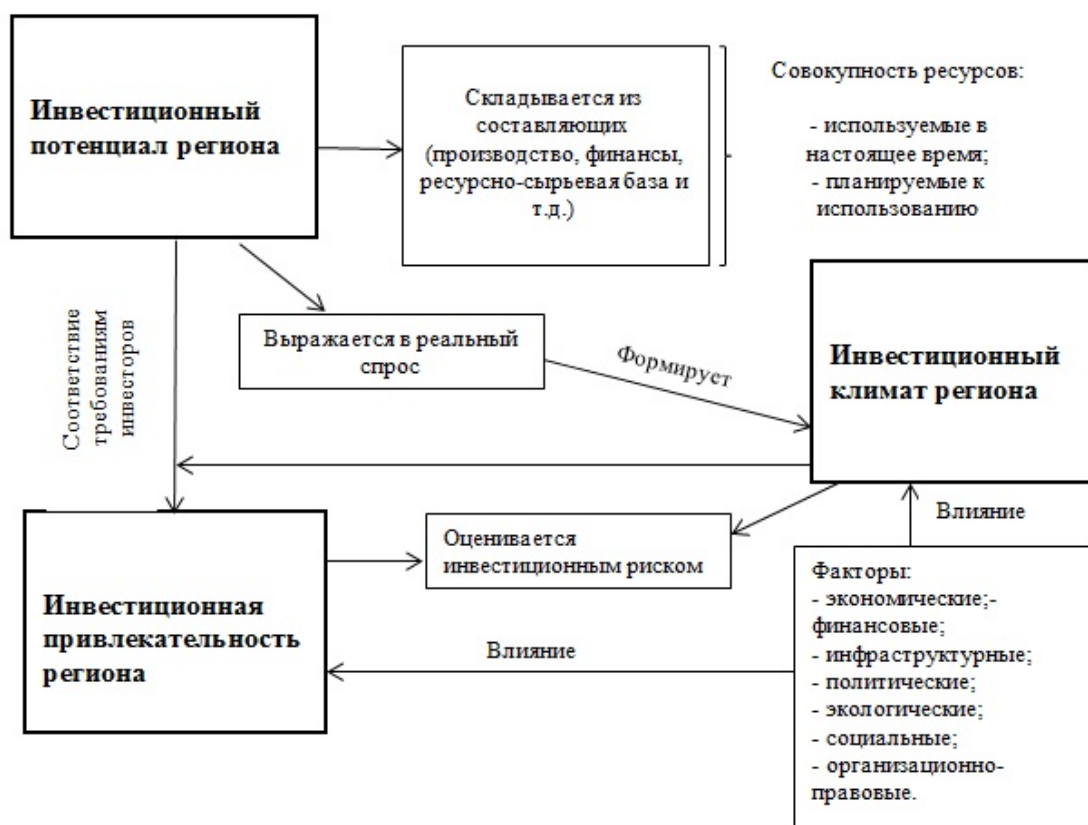 Инвестиционный
потенциал региона
Складывается из
составляющих
(производство, финансы,
ресурсно-сырьевая база и
т.д.)
Совокупность ресурсов:
- используемые в
настоящее время;
- планируемые к
использованию
Соответствие
требованиям
инвесторов
Выражается в реальный
спрос
Формирует
Инвестиционный
климат региона
Инвестиционная
привлекательность
региона
Оценивается
инвестиционным риском
Влияние
Влияние
Факторы:
- экономические;-
финансовые;
- инфраструктурные;
- политические;
- экологические;
- социальные;
- организационно-
правовые.